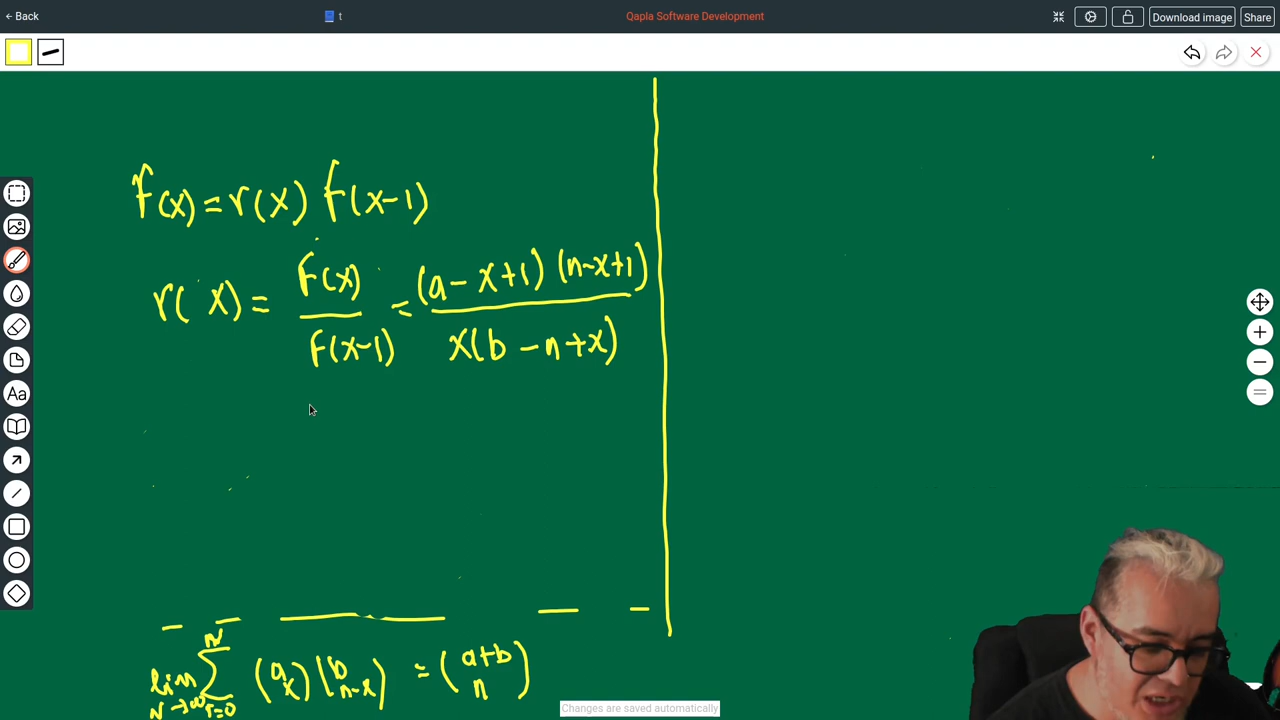 ← Back
t
Qapla Software Development
Download image
Share
f(x) = r(x) f(x-1)
r(x) = f(x) / f(x-1) = (a-x+1)(n-x+1) / x(b-n+x)
Aa
lim N→∞ N Σ r=0 (a x)(b n-x) = (a+b n)
Changes are saved automatically